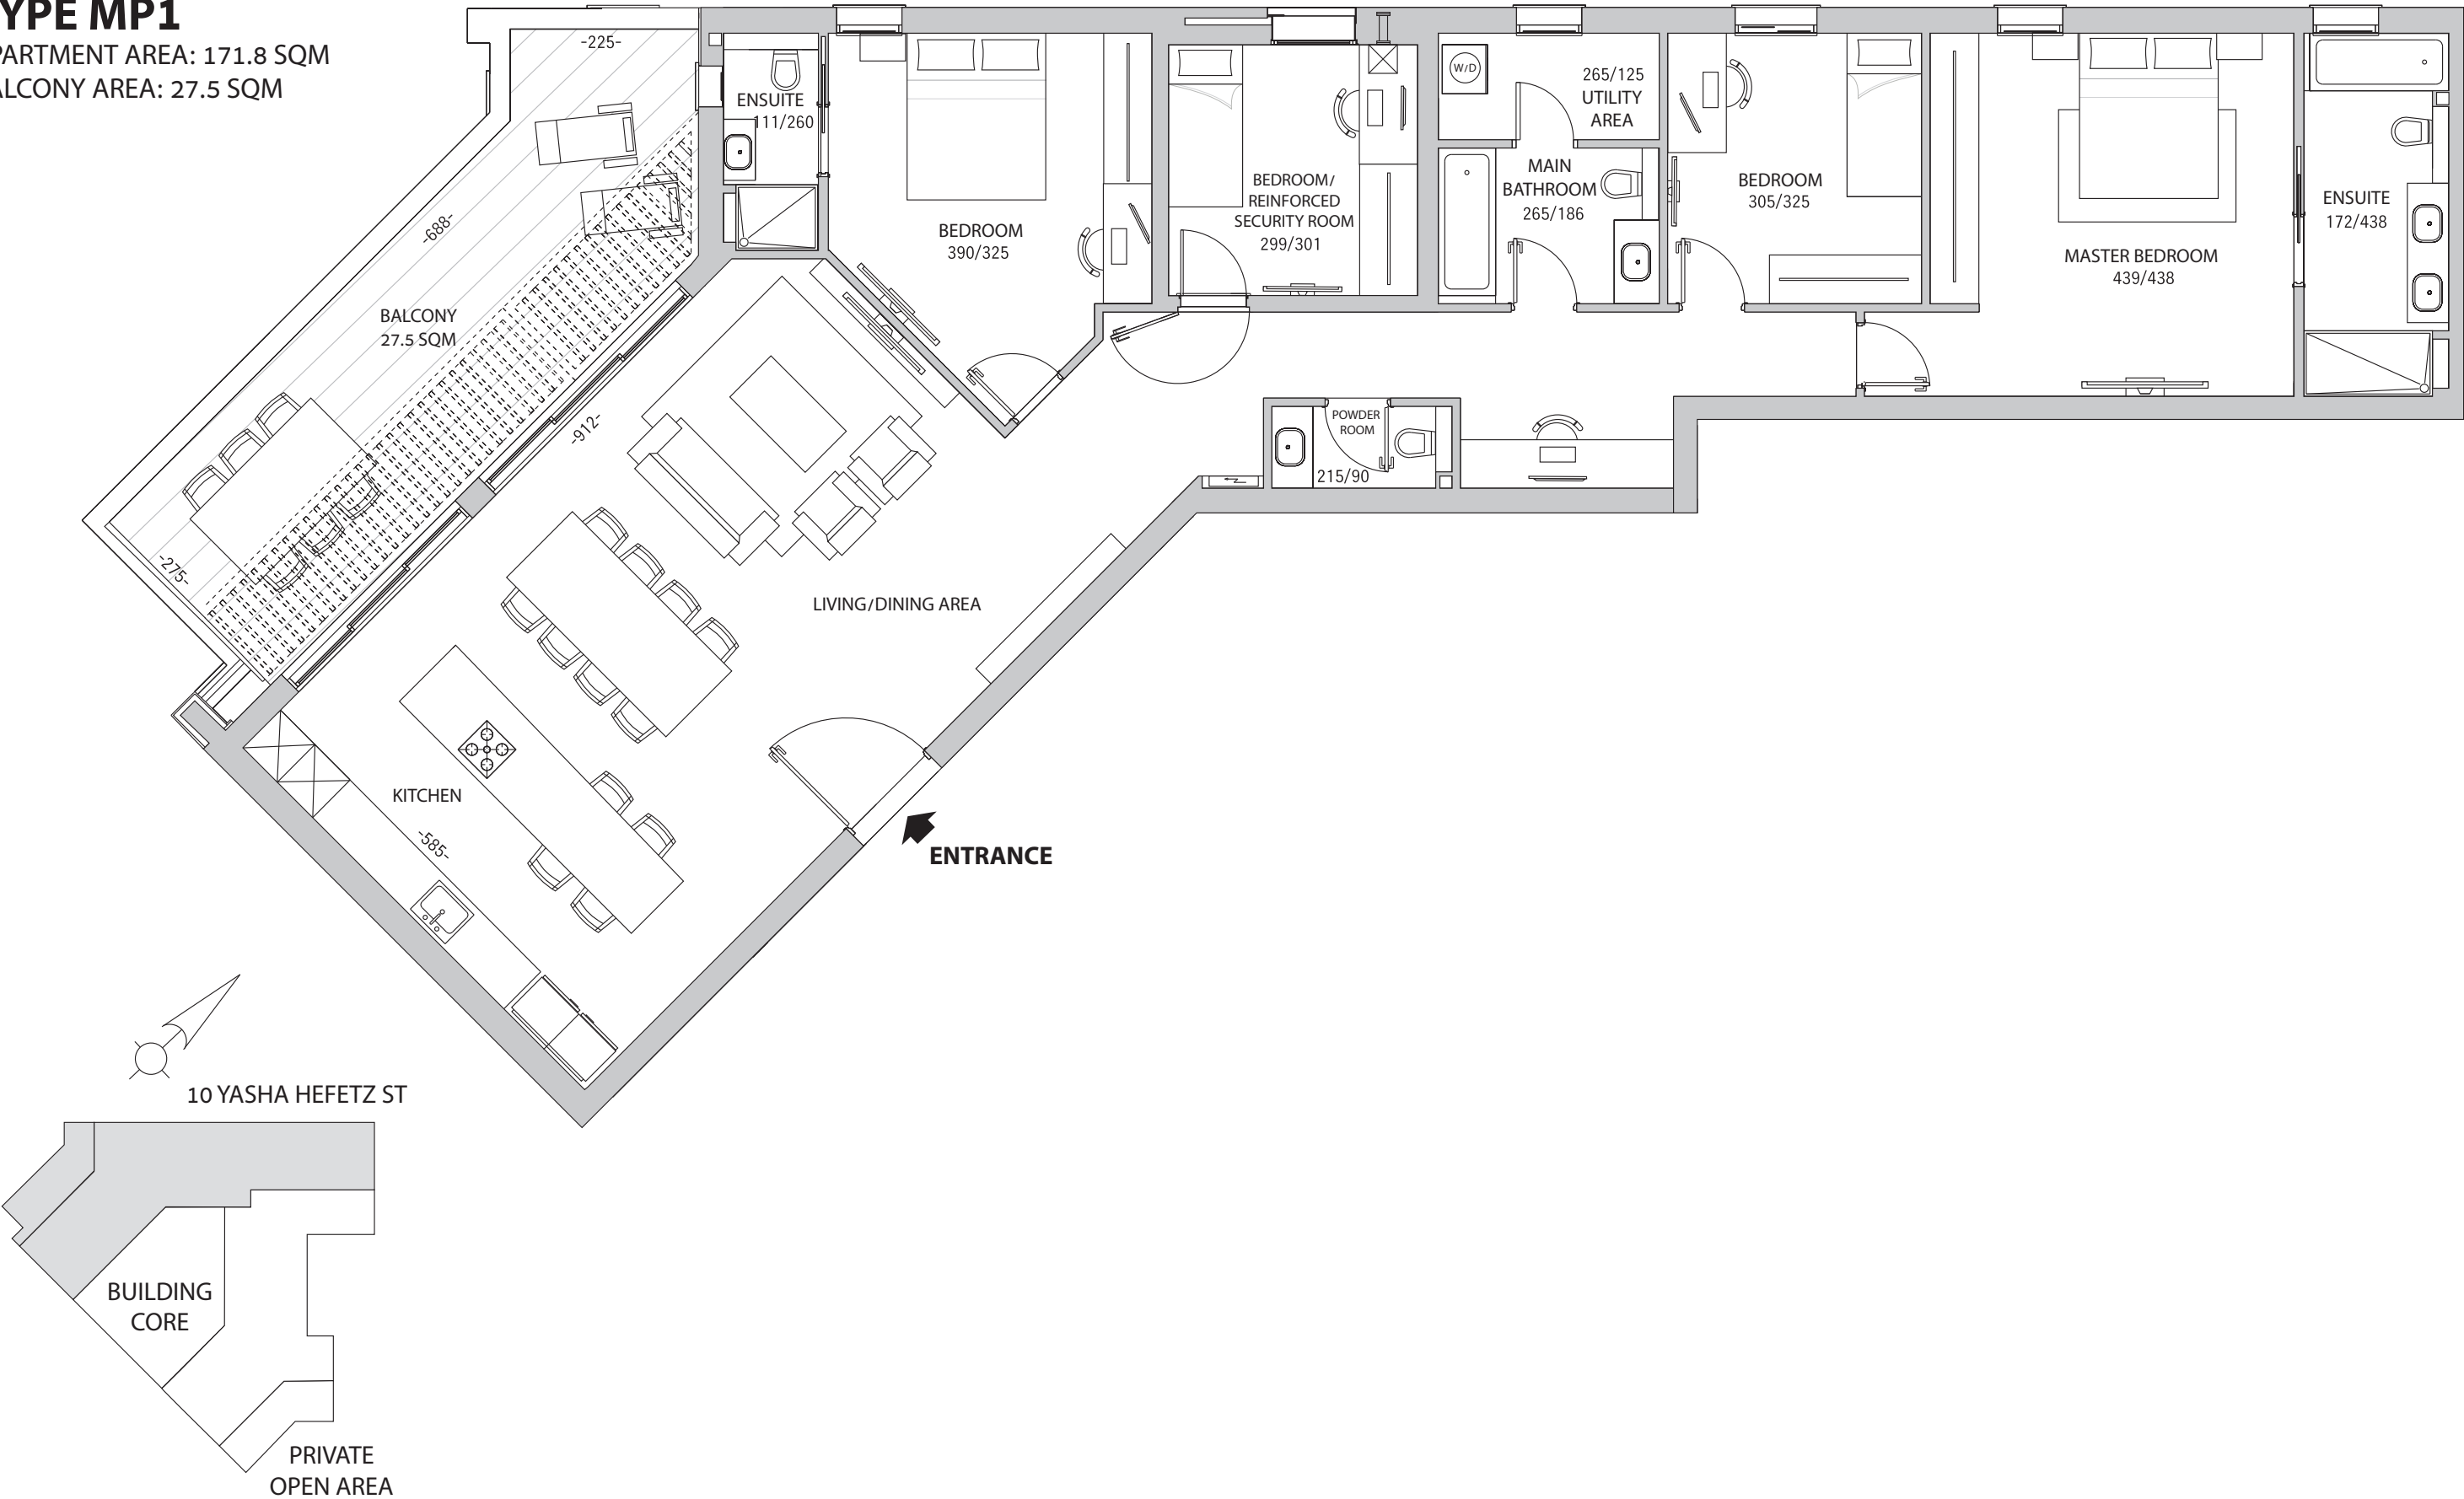 YPE MP1
PARTMENT AREA: 171.8 SQM
ALCONY AREA: 27.5 SQM
-225-
-688-
BALCONY
27.5 SQM
-275-
-912-
ENSUITE
111/260
BEDROOM
390/325
BEDROOM/
REINFORCED
SECURITY ROOM
299/301
W/D
265/125
UTILITY
AREA
MAIN
BATHROOM
265/186
BEDROOM
305/325
MASTER BEDROOM
439/438
ENSUITE
172/438
POWDER
ROOM
215/90
LIVING/DINING AREA
KITCHEN
-585-
ENTRANCE
10 YASHA HEFETZ ST
BUILDING
CORE
PRIVATE
OPEN AREA